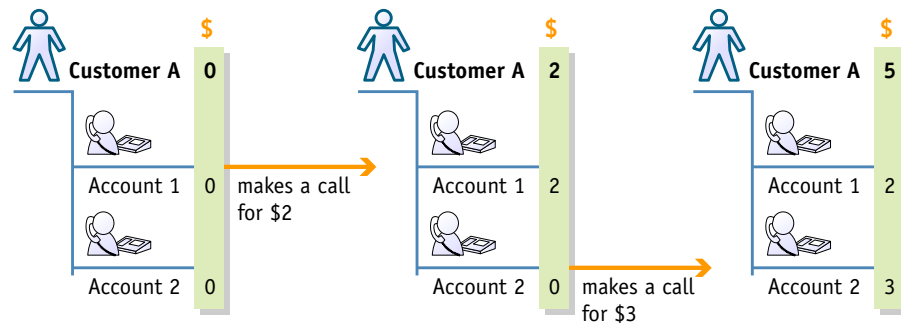 $
Customer A 0
Account 1 0
Account 2 0
makes a call
for $2
$
Customer A 2
Account 1 2
Account 2 0
makes a call
for $3
$
Customer A 5
Account 1 2
Account 2 3